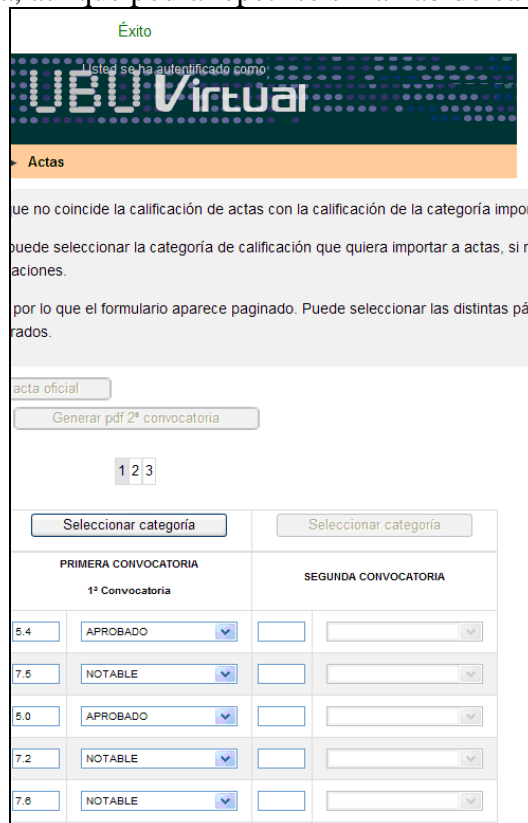 Éxito
Usted se ha autentificado como
UBUVirtual
► Actas
que no coincide la calificación de actas con la calificación de la categoría impor
puede seleccionar la categoría de calificación que quiera importar a actas, si n
aciones.
por lo que el formulario aparece paginado. Puede seleccionar las distintas pá
rados.
acta oficial
Generar pdf 2ª convocatoria
1 2 3
Seleccionar categoría Seleccionar categoría
PRIMERA CONVOCATORIA
1ª Convocatoria
SEGUNDA CONVOCATORIA
5.4 APROBADO
7.5 NOTABLE
5.0 APROBADO
7.2 NOTABLE
7.6 NOTABLE